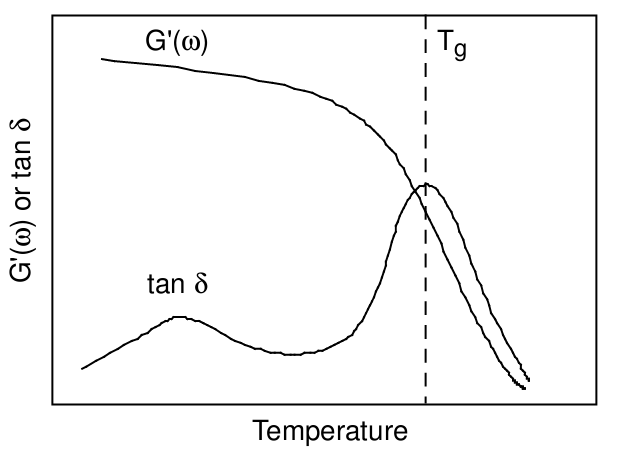 G'(ω)
Tg
G'(ω) or tan δ
tan δ
Temperature